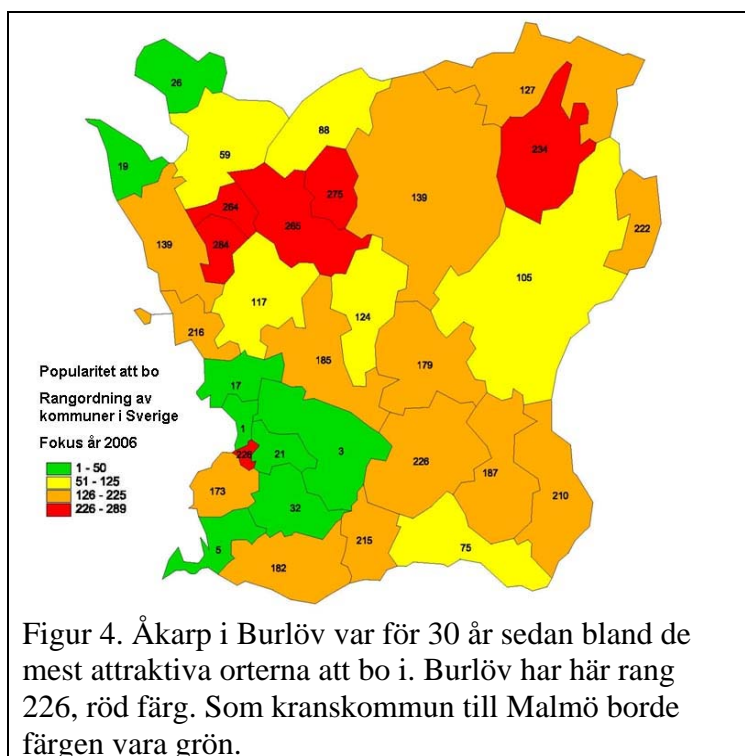 26
127
88
59
234
19
275
139
264
265
222
139
284
105
117
124
216
185
179
Popularitet att bo
17
Rangordning av
kommuner i Sverige
1
3
Fokus år 2006
226
21
226
187
1 - 50
51 - 125
126 - 225
226 - 289
173
210
32
5
215
75
182
Figur 4. Åkarp i Burlöv var för 30 år sedan bland de
mest attraktiva orterna att bo i. Burlöv har här rang
226, röd färg. Som kranskommun till Malmö borde
färgen vara grön.